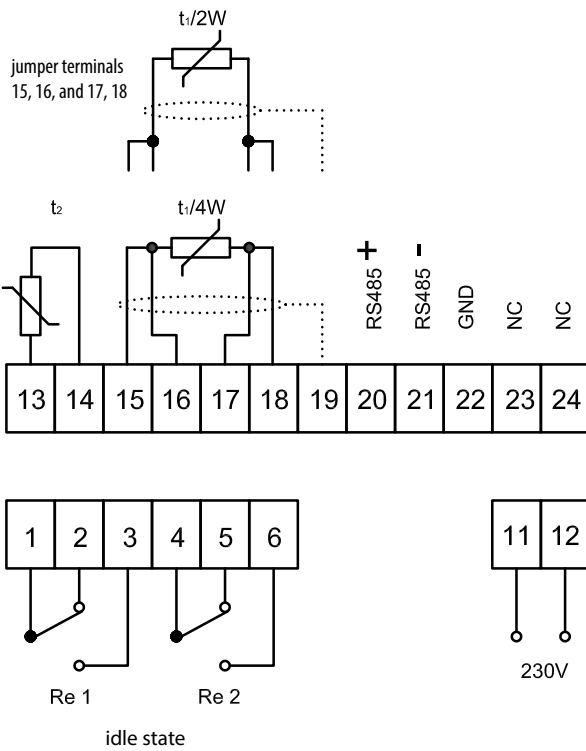 t₁/2W
jumper terminals
15, 16, and 17, 18
t₂
t₁/4W
+ - 
RS485 RS485 GND NC NC
13 14 15 16 17 18 19 20 21 22 23 24
1 2 3 4 5 6 11 12
230V
Re 1 Re 2
idle state